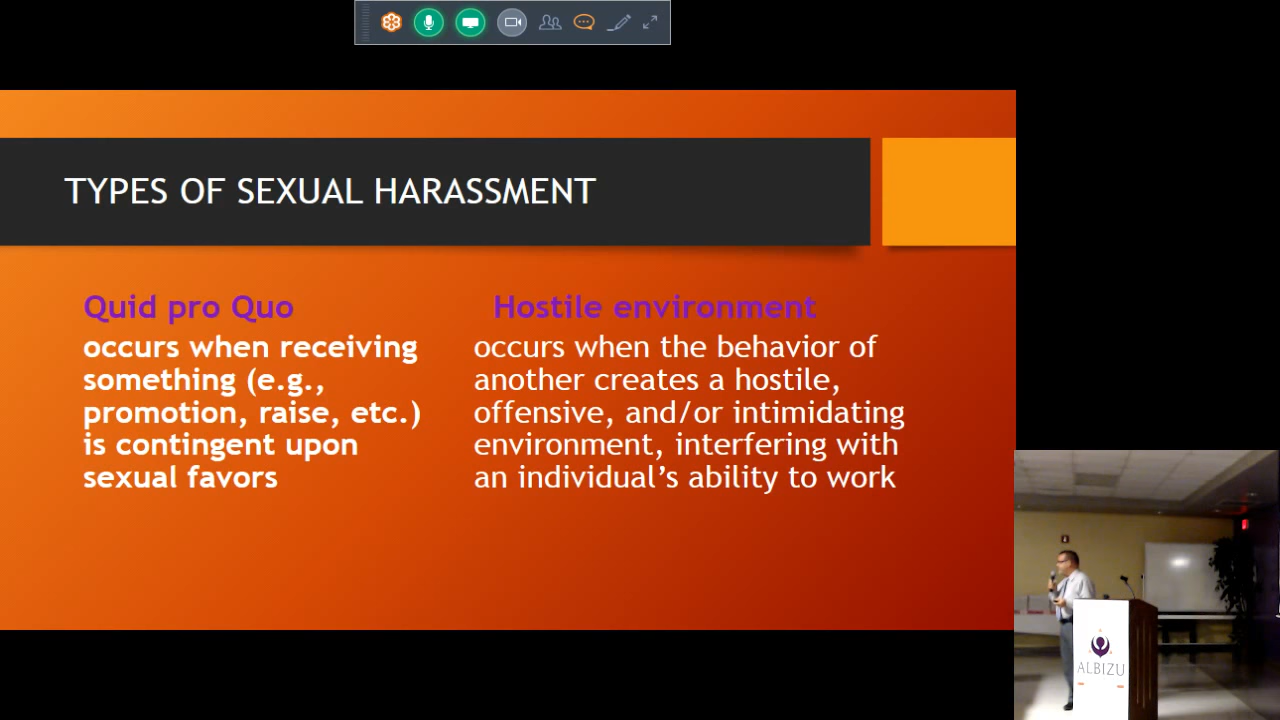 TYPES OF SEXUAL HARASSMENT
Quid pro Quo
occurs when receiving
something (e.g.,
promotion, raise, etc.)
is contingent upon
sexual favors
Hostile environment
occurs when the behavior of
another creates a hostile,
offensive, and/or intimidating
environment, interfering with
an individual’s ability to work
ALBIZU